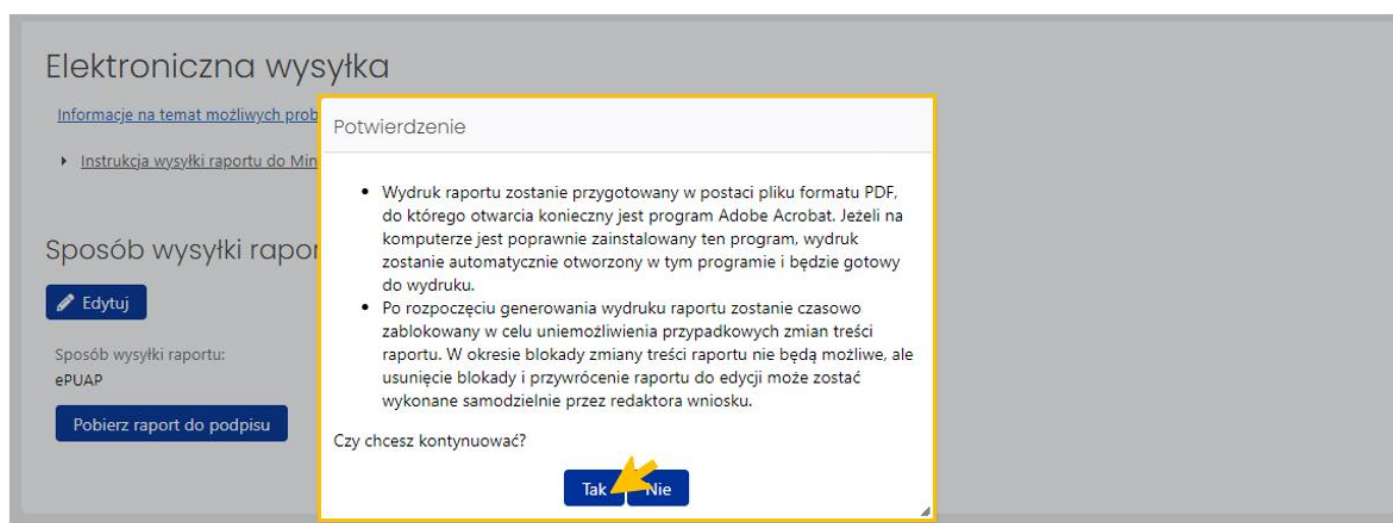 Elektroniczna wysyłka
Informacje na temat możliwych prob
Instrukcja wysyłki raportu do Min
Sposób wysyłki rapor
Edytuj
Sposób wysyłki raportu:
ePUAP
Pobierz raport do podpisu
Potwierdzenie
Wydruk raportu zostanie przygotowany w postaci pliku formatu PDF,
do którego otwarcia konieczny jest program Adobe Acrobat. Jeżeli na
komputerze jest poprawnie zainstalowany ten program, wydruk
zostanie automatycznie otworzony w tym programie i będzie gotowy
do wydruku.
Po rozpoczęciu generowania wydruku raportu zostanie czasowo
zablokowany w celu uniemożliwienia przypadkowych zmian treści
raportu. W okresie blokady zmiany treści raportu nie będą możliwe, ale
usunięcie blokady i przywrócenie raportu do edycji może zostać
wykonane samodzielnie przez redaktora wniosku.
Czy chcesz kontynuować?
Tak Nie